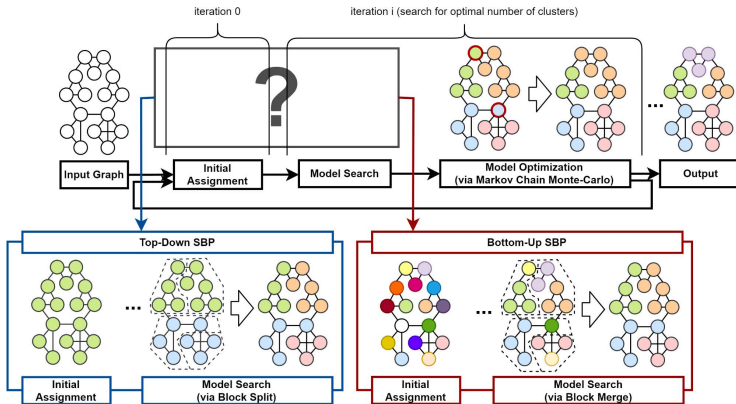 iteration 0
iteration i (search for optimal number of clusters)
?
...
Input Graph
Initial
Assignment
Model Search
Model Optimization
(via Markov Chain Monte-Carlo)
Output
Top-Down SBP
...
Initial
Assignment
Model Search
(via Block Split)
Bottom-Up SBP
...
Initial
Assignment
Model Search
(via Block Merge)